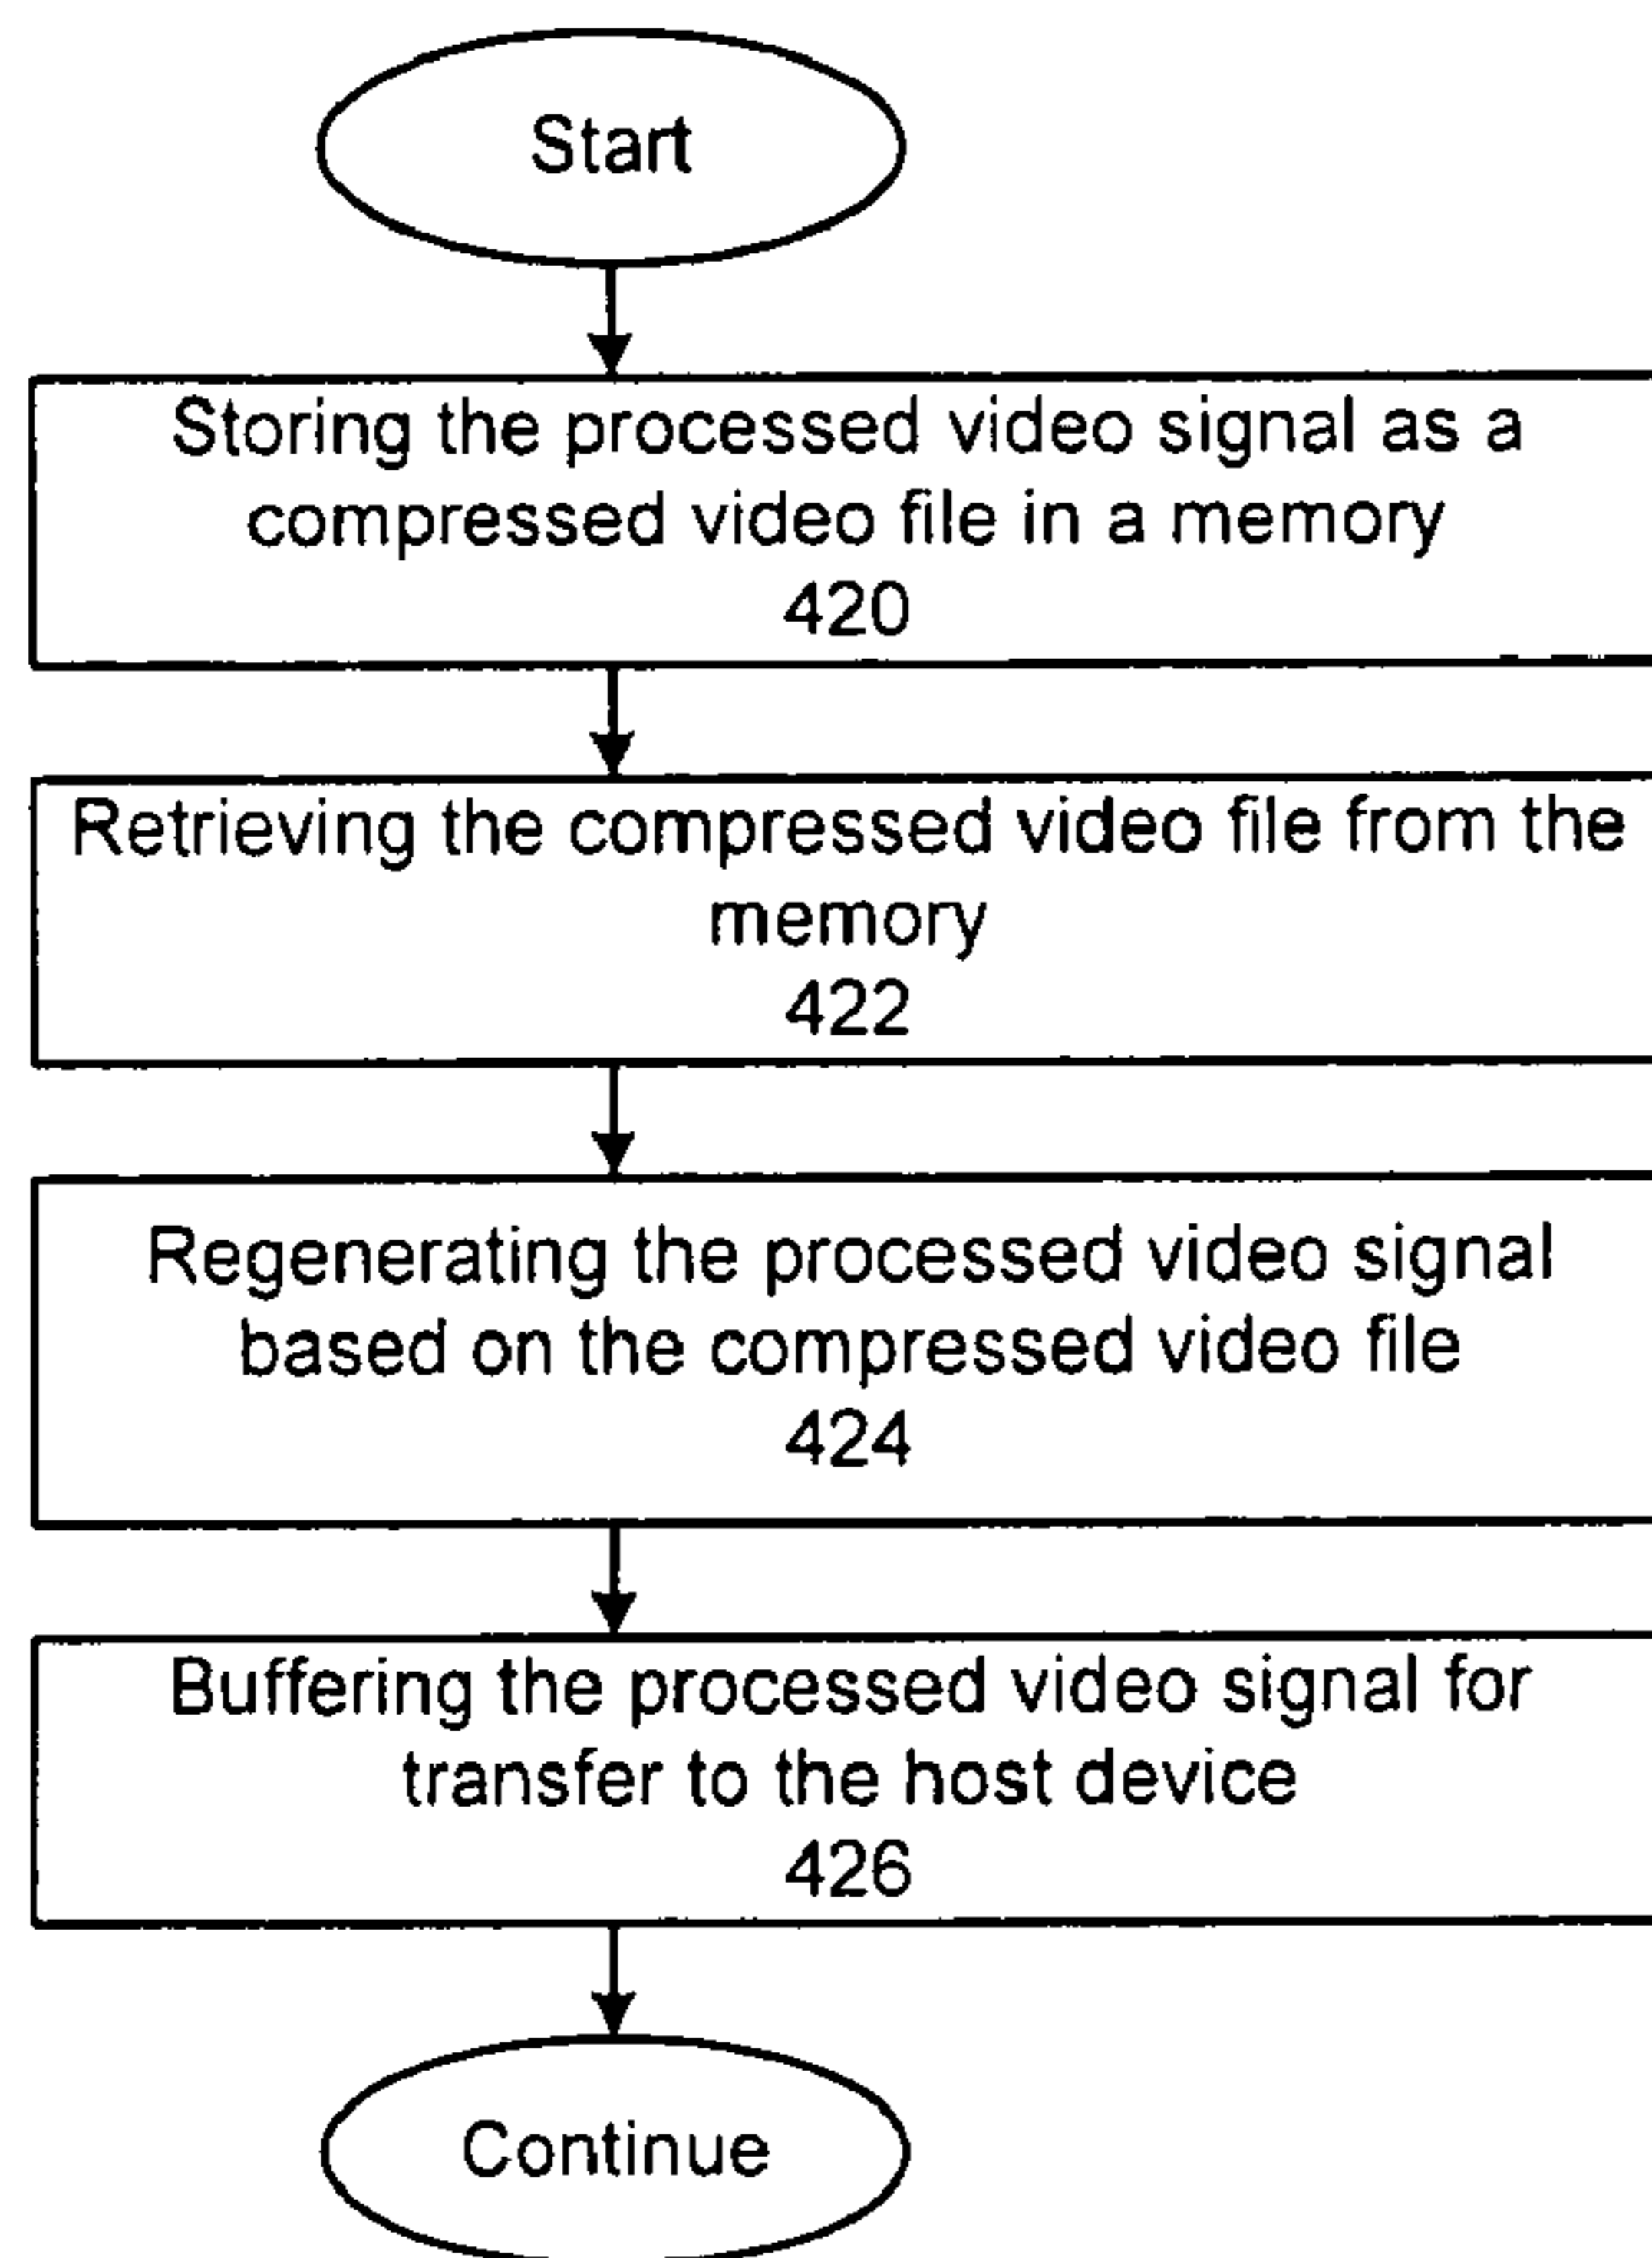 Start
Storing the processed video signal as a
compressed video file in a memory
420
Retrieving the compressed video file from the
memory
422
Regenerating the processed video signal
based on the compressed video file
424
Buffering the processed video signal for
transfer to the host device
426
Continue